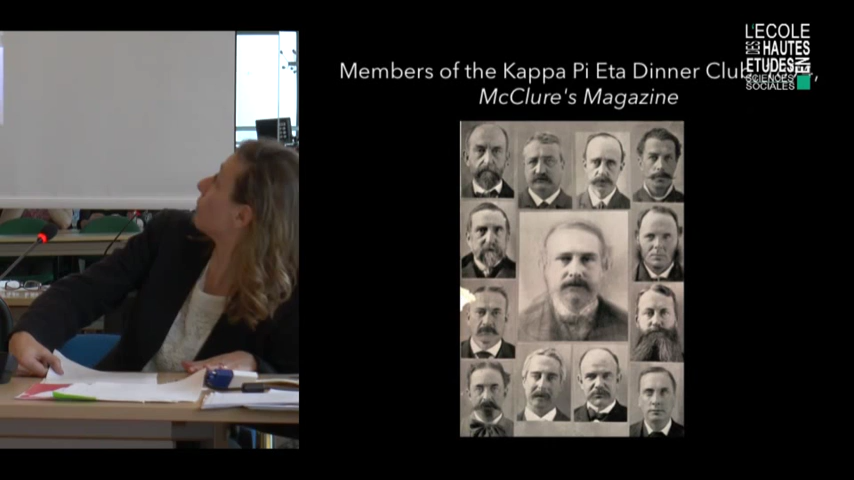 L'ECOLE
DES HAUTES
ETUDES EN
SCIENCES
SOCIALES
Members of the Kappa Pi Eta Dinner Club
McClure's Magazine